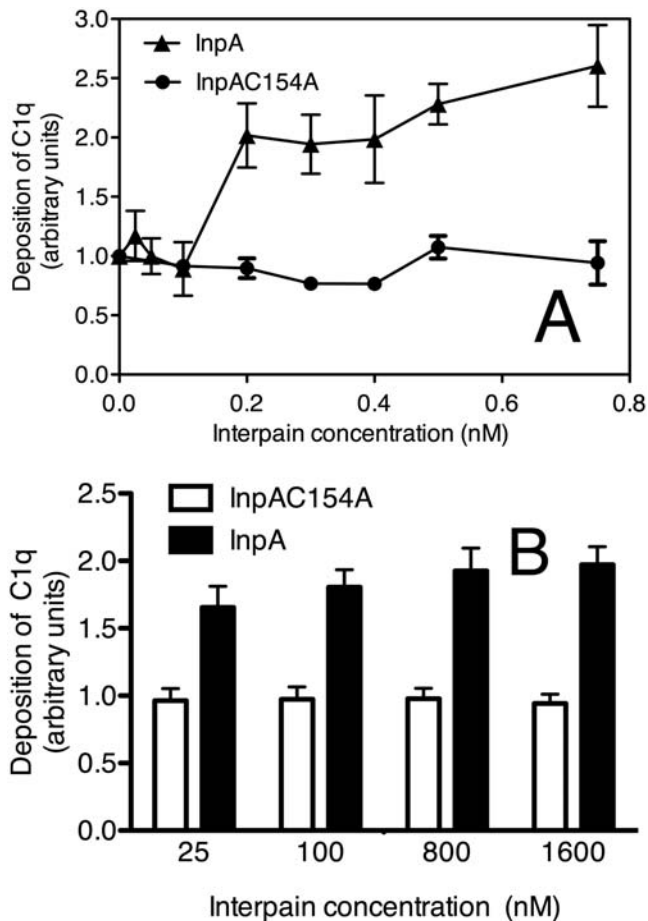 3.0
InpA
2.5
InpAC154A
2.0
1.5
1.0
0.5
0.0
Deposition of C1q
(arbitrary units)
A
0.0 0.2 0.4 0.6 0.8
Interpain concentration (nM)
2.5
InpAC154A
InpA
B
2.0
1.5
1.0
0.5
0.0
Deposition of C1q
(arbitrary units)
25 100 800 1600
Interpain concentration (nM)